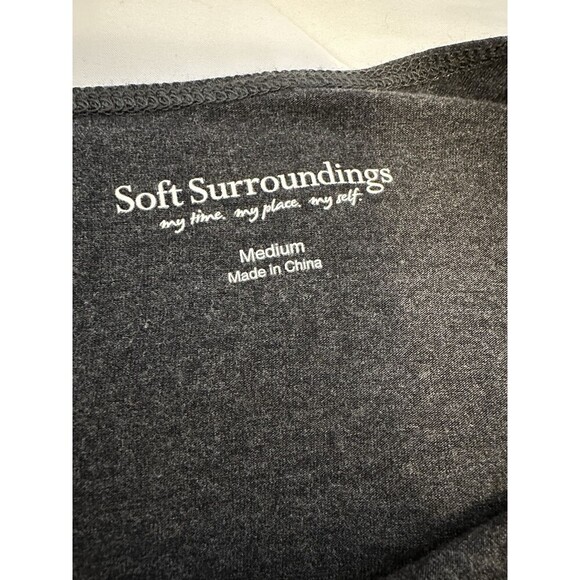 Soft Surroundings
my time. my place. my self.
Medium
Made in China